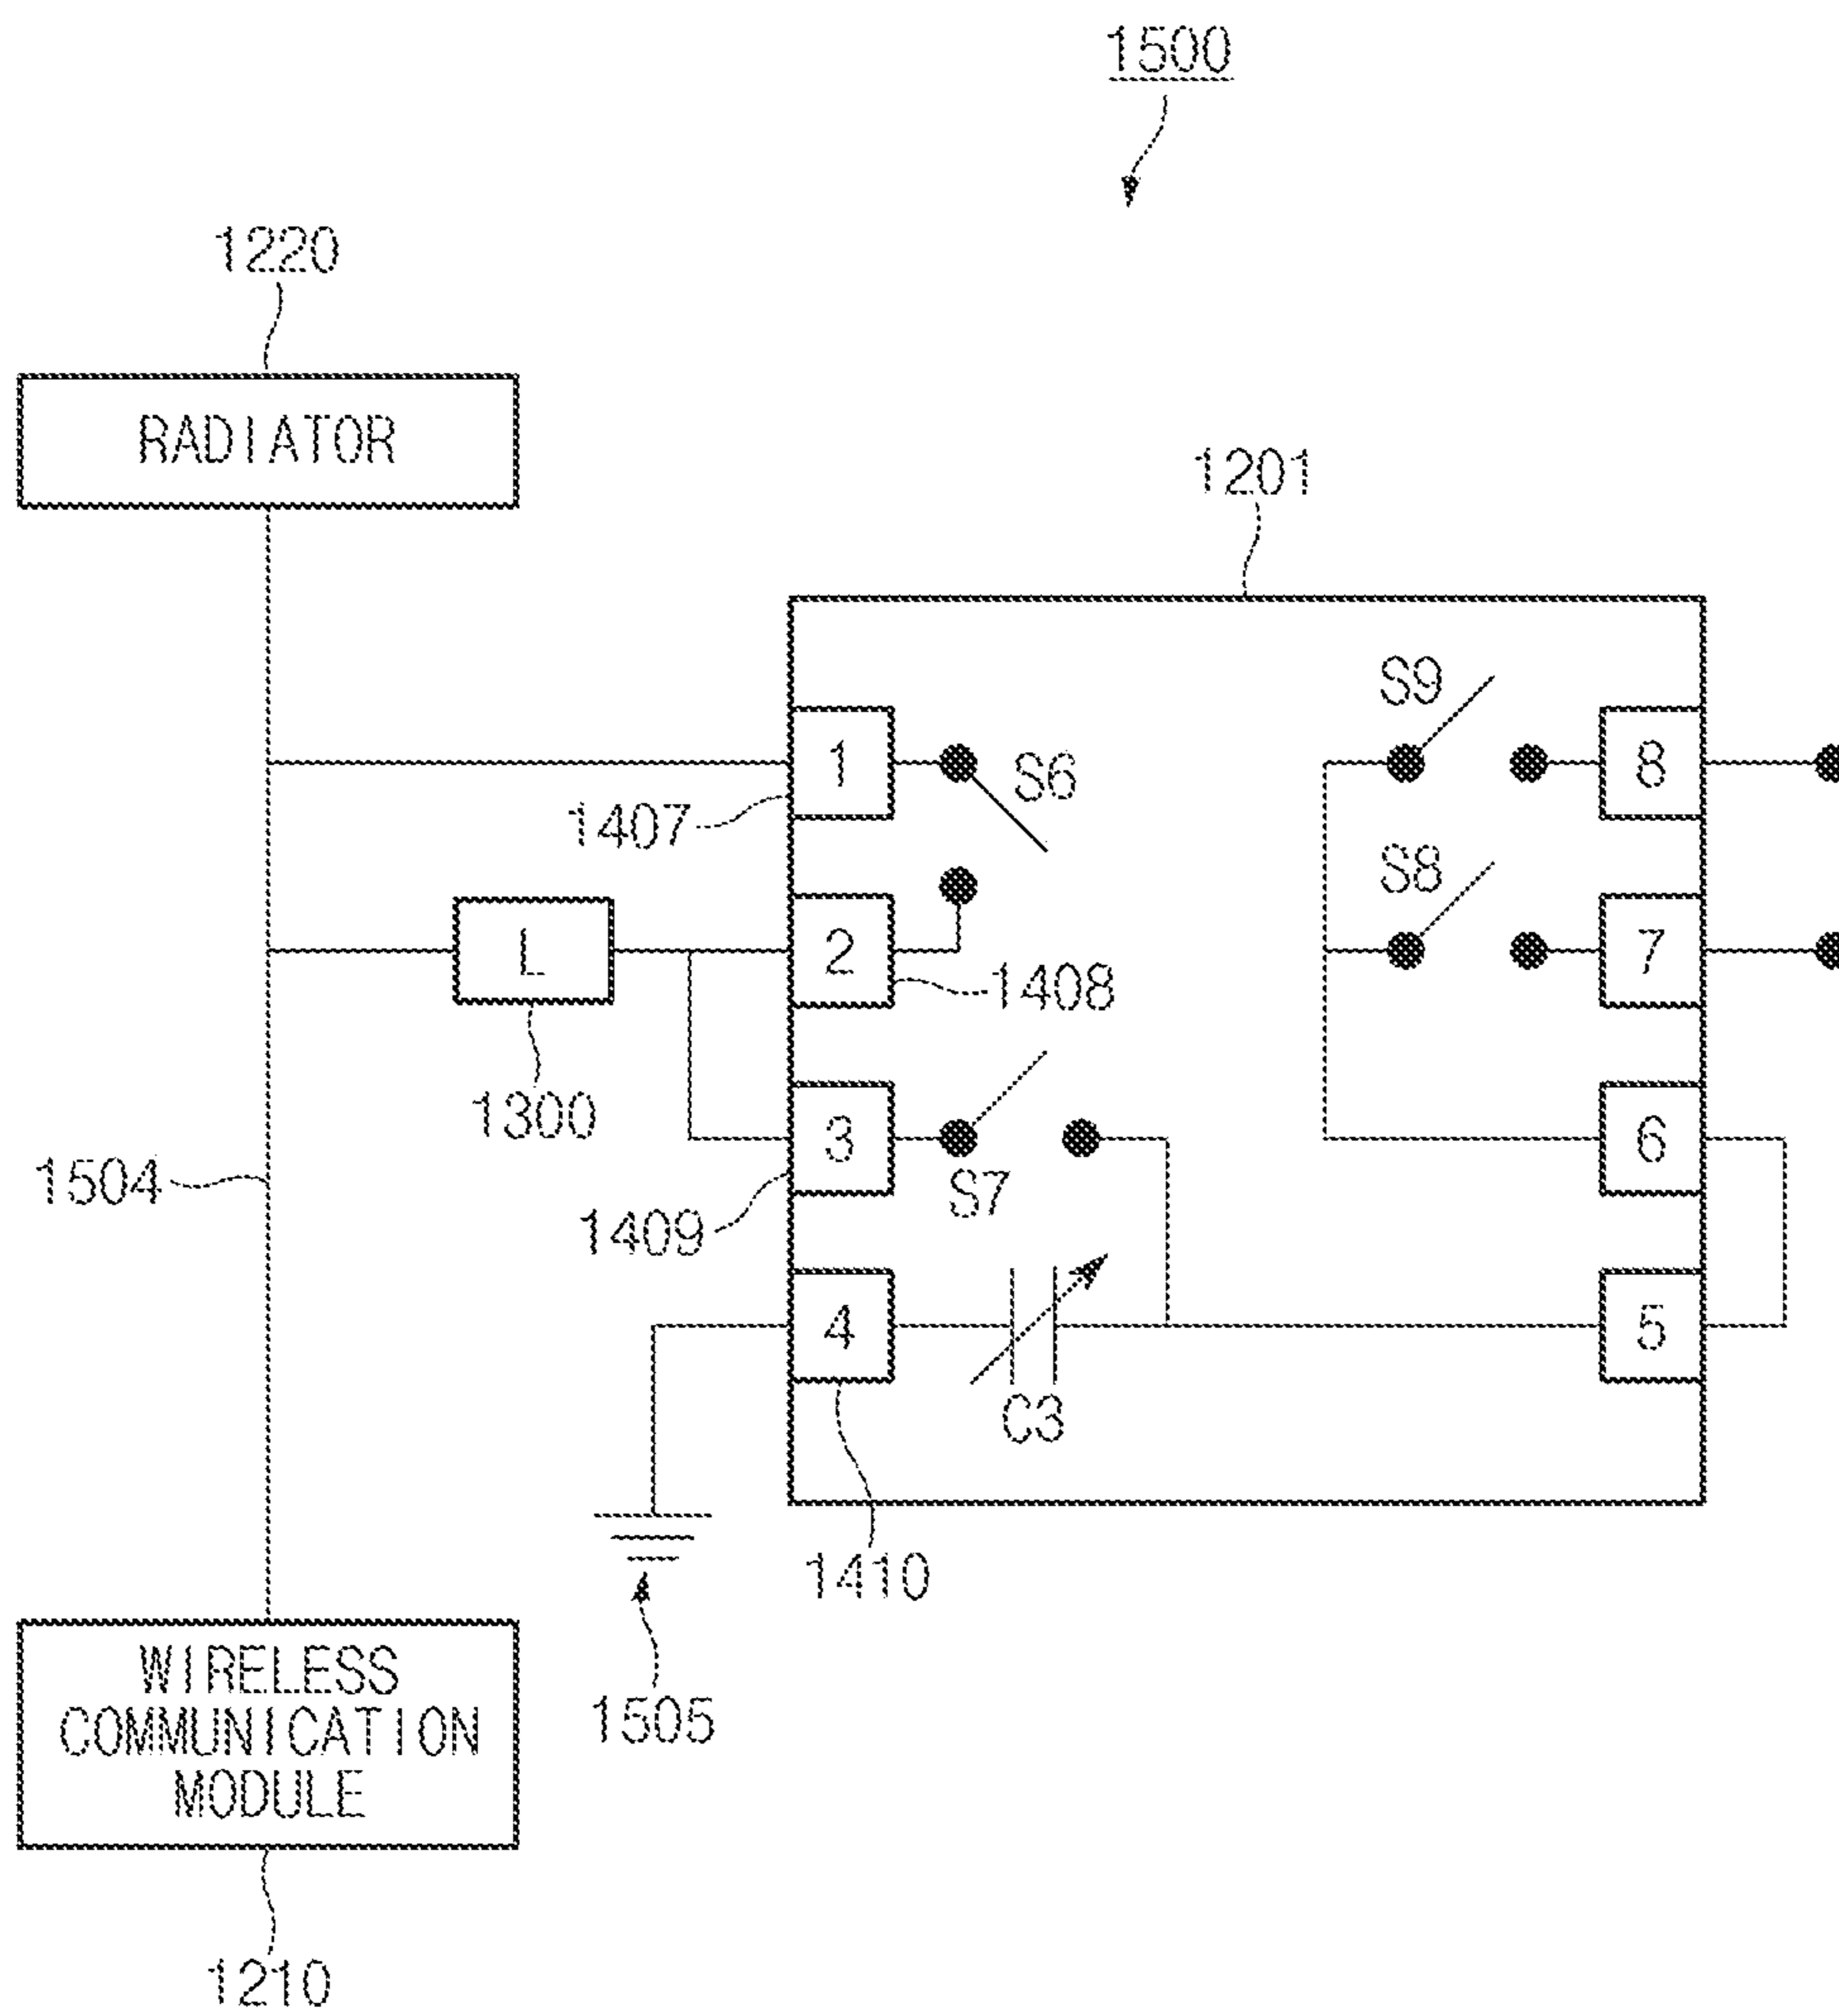 1500
1220
RADIATOR
1201
S9
1
S6
8
1407
S8
L
2
7
1408
1300
3
6
1504
S7
1409
4
5
C3
1410
WIRELESS
COMMUNICATION
MODULE
1505
1210